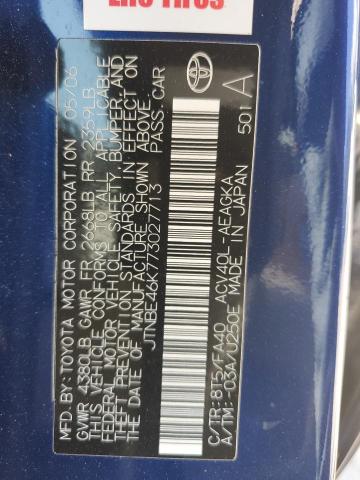 MFD. BY: TOYOTA MOTOR CORPORATION 05/06
GVWR 4380LB GAWR FR 2668LB RR 2359LB
THIS VEHICLE CONFORMS TO ALL APPLICABLE
FEDERAL MOTOR VEHICLE SAFETY, BUMPER, AND
THEFT PREVENTION STANDARDS IN EFFECT ON
THE DATE OF MANUFACTURE SHOWN ABOVE.
JTNBE46K773027713 PASS.CAR
C/TR: 8T5/FA40 ACV40L-AEAGKA
A/TM: -03A/U250E MADE IN JAPAN
501 A